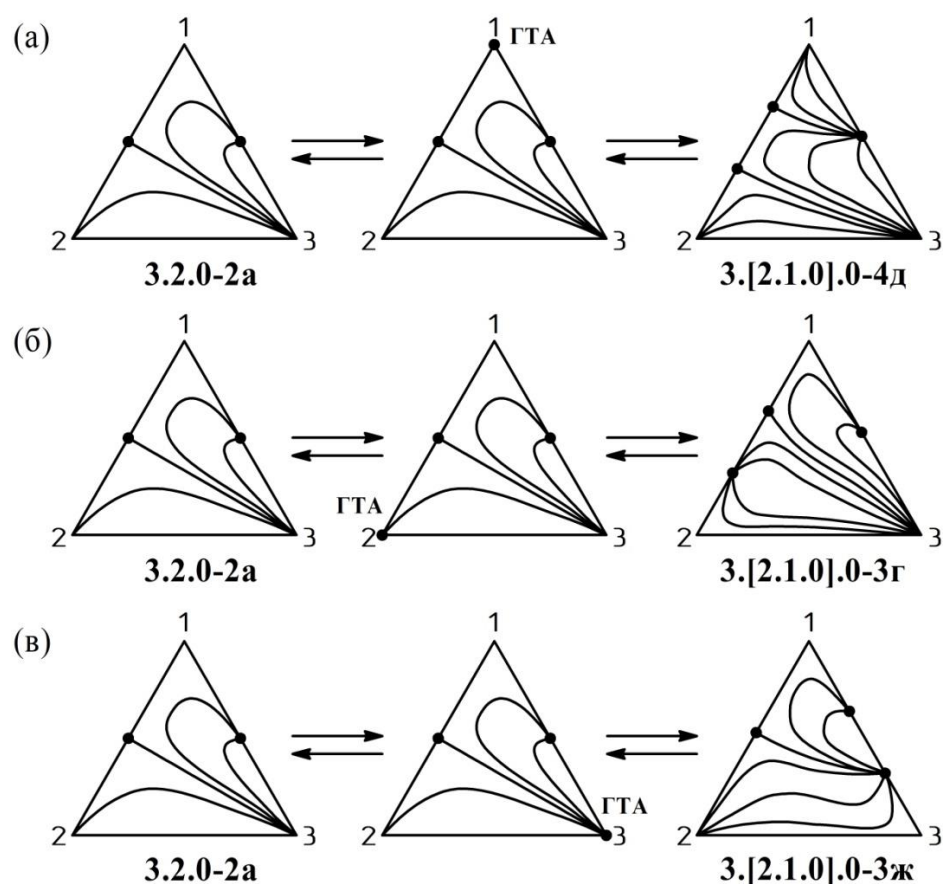 (а)
1 1 ГТА 1
2 3 2 3 2 3
3.2.0-2а 3.[2.1.0].0-4д
(б)
1 1 1
ГТА
2 3 2 3 2 3
3.2.0-2а 3.[2.1.0].0-3г
(в)
1 1 1
ГТА
2 3 2 3 2 3
3.2.0-2а 3.[2.1.0].0-3ж